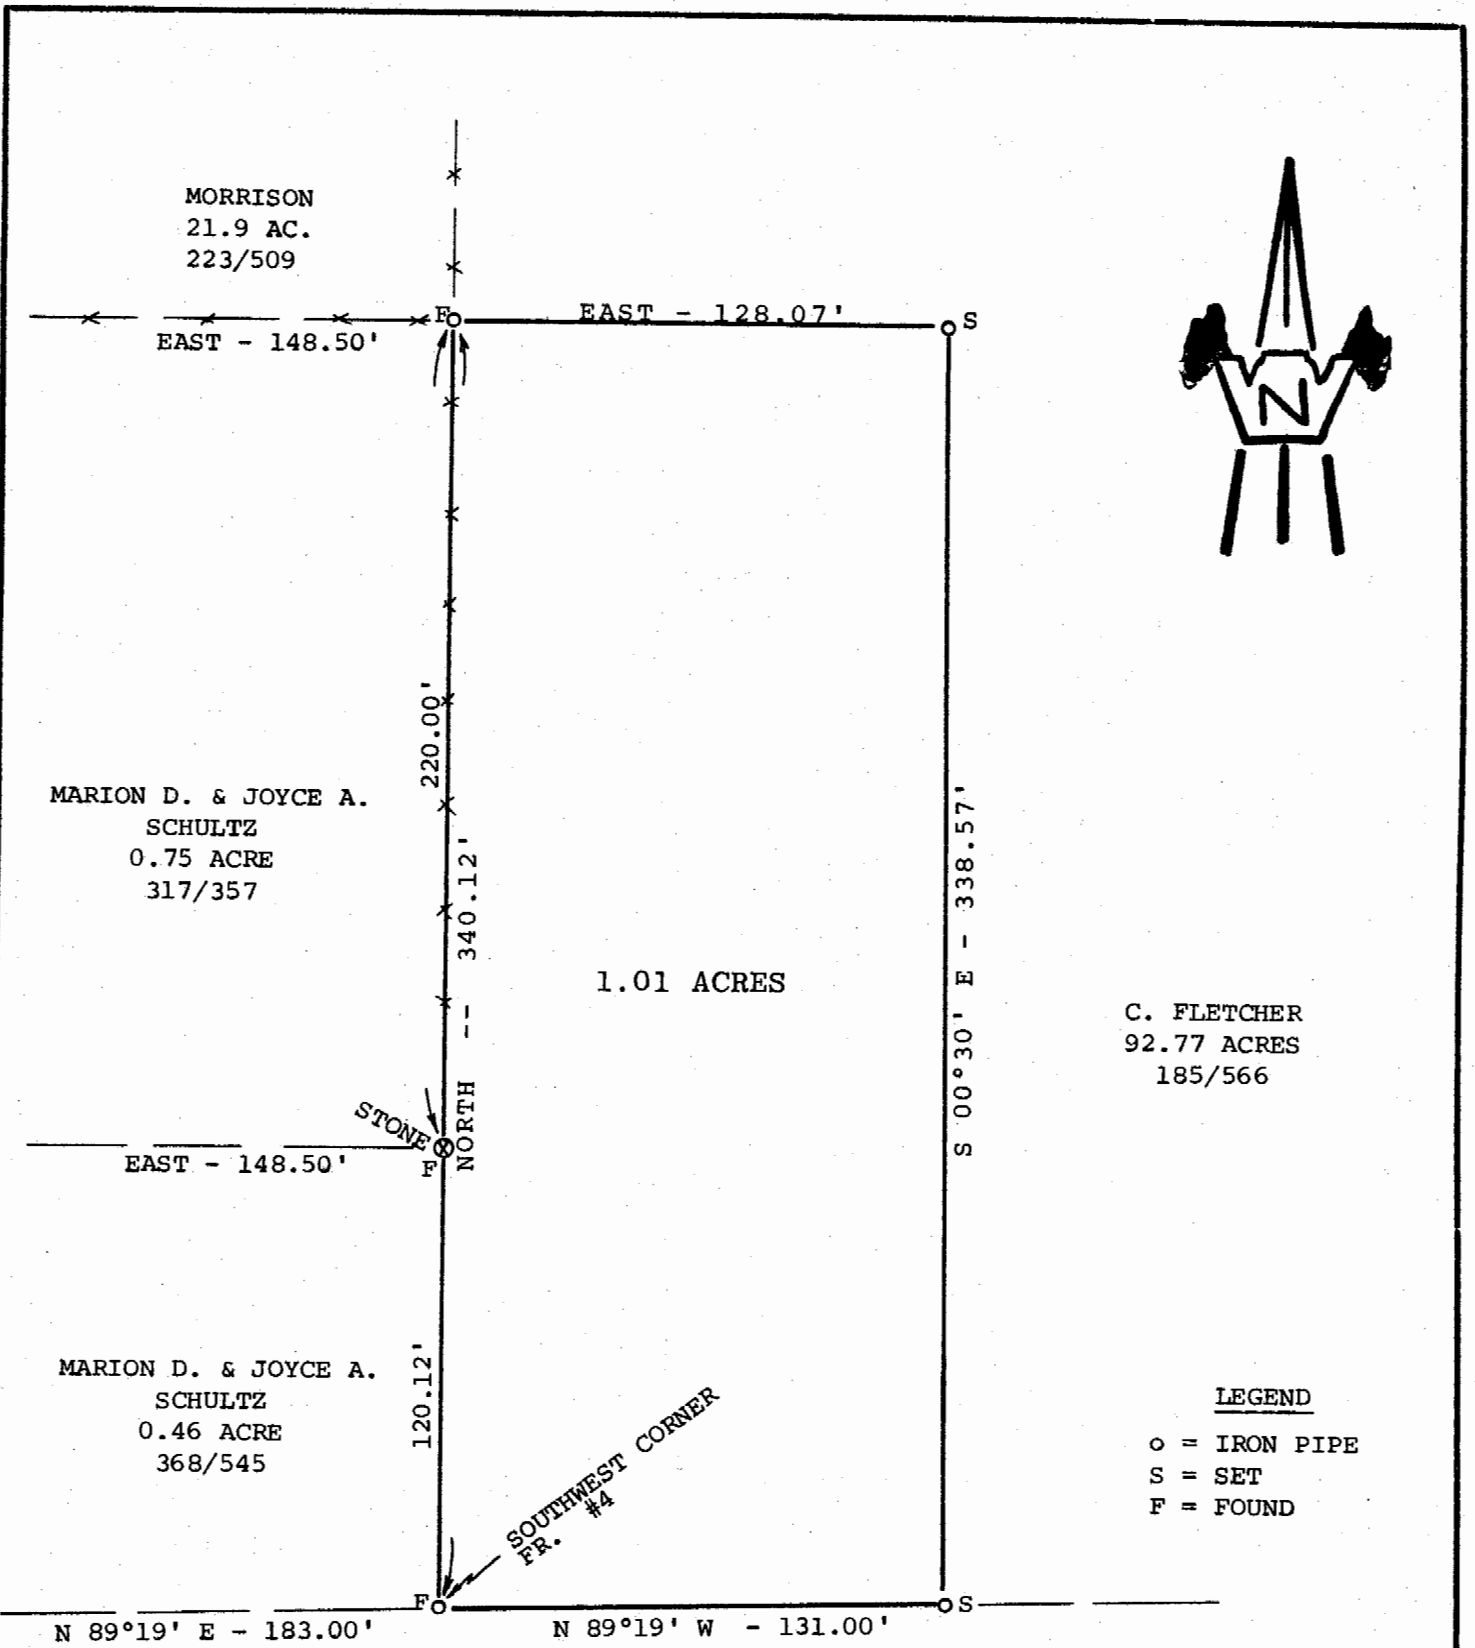 MORRISON
21.9 AC.
223/509
F
EAST - 128.07'
S
EAST - 148.50'
N
220.00'
MARION D. & JOYCE A.
SCHULTZ
0.75 ACRE
317/357
NORTH -- 340.12'
S 00°30' E - 338.57'
1.01 ACRES
C. FLETCHER
92.77 ACRES
185/566
STONE
F
EAST - 148.50'
MARION D. & JOYCE A.
SCHULTZ
0.46 ACRE
368/545
120.12'
SOUTHWEST CORNER
FR. #4
LEGEND
o = IRON PIPE
S = SET
F = FOUND
F
S
N 89°19' E - 183.00'
N 89°19' W - 131.00'